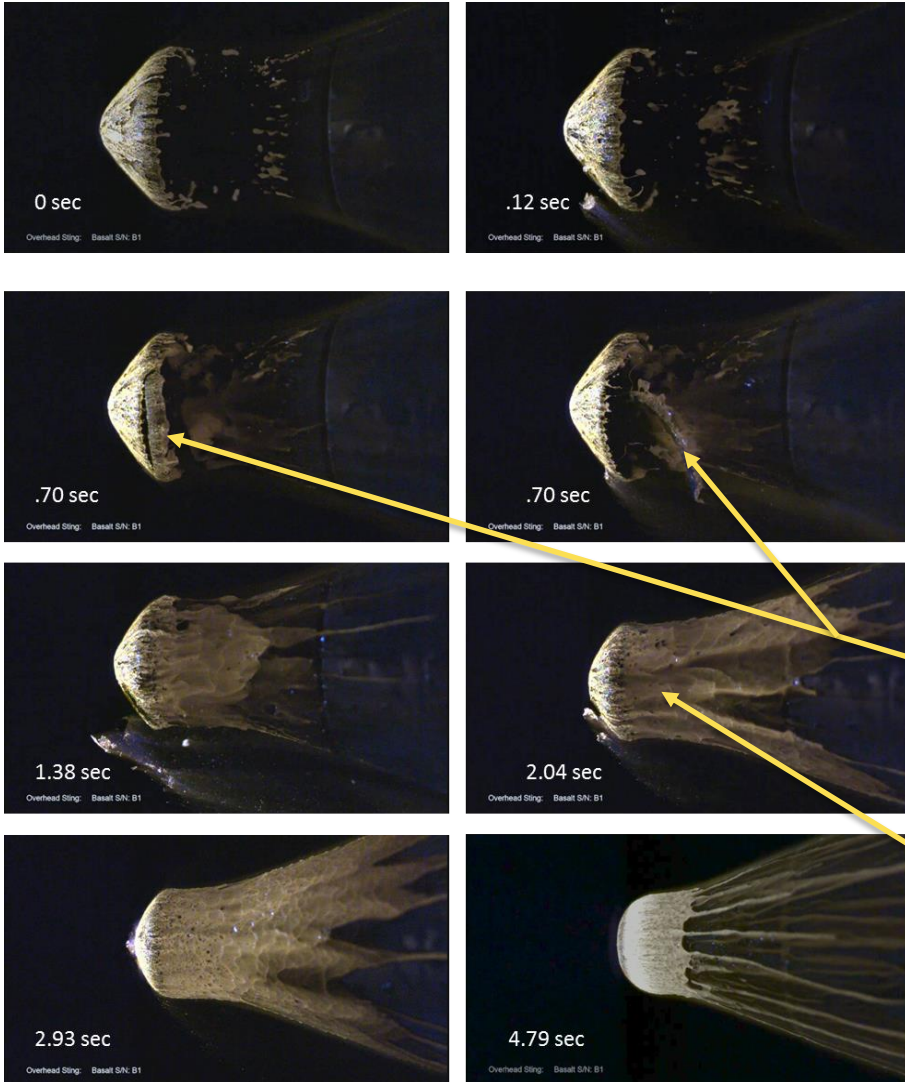 0 sec
Overhead Sting: Basalt S/N: B1
.12 sec
Overhead Sting: Basalt S/N: B1
.70 sec
Overhead Sting: Basalt S/N: B1
.70 sec
Overhead Sting: Basalt S/N: B1
1.38 sec
Overhead Sting: Basalt S/N: B1
2.04 sec
Overhead Sting: Basalt S/N: B1
2.93 sec
Overhead Sting: Basalt S/N: B1
4.79 sec
Overhead Sting: Basalt S/N: B1